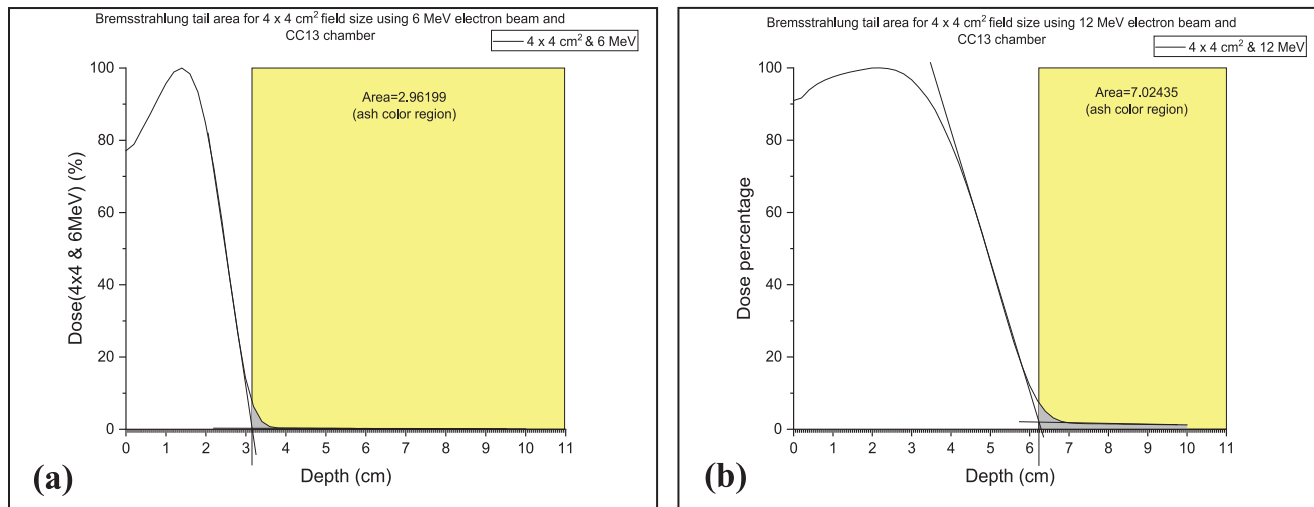 Bremsstrahlung tail area for 4 x 4 cm² field size using 6 MeV electron beam and
CC13 chamber
4 x 4 cm² & 6 MeV
Area=2.96199
(ash color region)
100
80
60
40
20
0
Dose(4x4 & 6MeV) (%)
0 1 2 3 4 5 6 7 8 9 10 11
Depth (cm)
(a)
Bremsstrahlung tail area for 4 x 4 cm² field size using 12 MeV electron beam and
CC13 chamber
4 x 4 cm² & 12 MeV
Area=7.02435
(ash color region)
100
80
60
40
20
0
Dose percentage
0 1 2 3 4 5 6 7 8 9 10 11
Depth (cm)
(b)